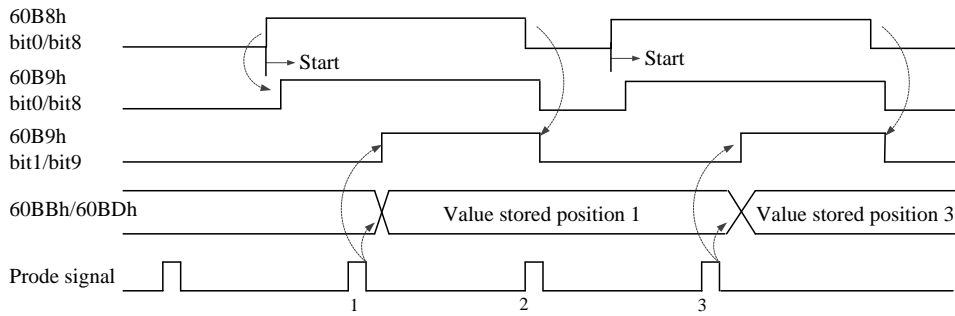 60B8h
bit0/bit8
Start
Start
60B9h
bit0/bit8
60B9h
bit1/bit9
60BBh/60BDh
Value stored position 1
Value stored position 3
Prode signal
1
2
3